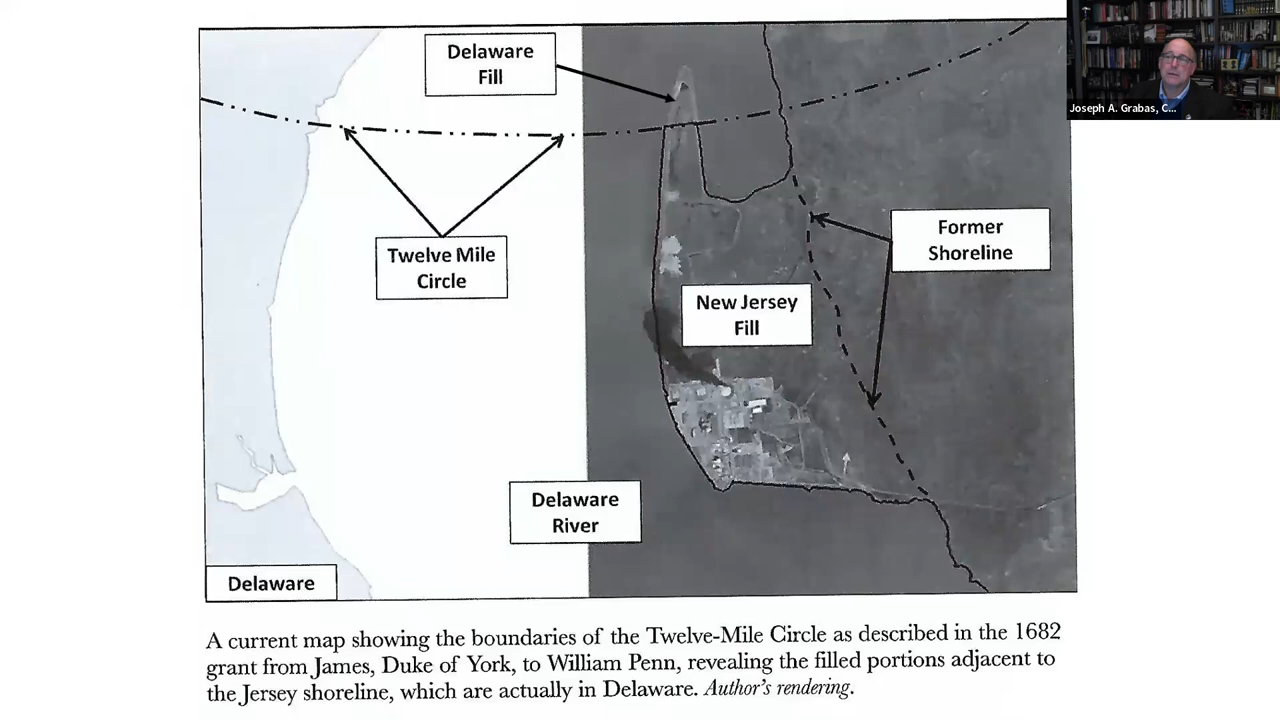 Delaware
Fill
Joseph A. Grabas, C...
Twelve Mile
Circle
Former
Shoreline
New Jersey
Fill
Delaware
River
Delaware
A current map showing the boundaries of the Twelve-Mile Circle as described in the 1682
grant from James, Duke of York, to William Penn, revealing the filled portions adjacent to
the Jersey shoreline, which are actually in Delaware. Author's rendering.